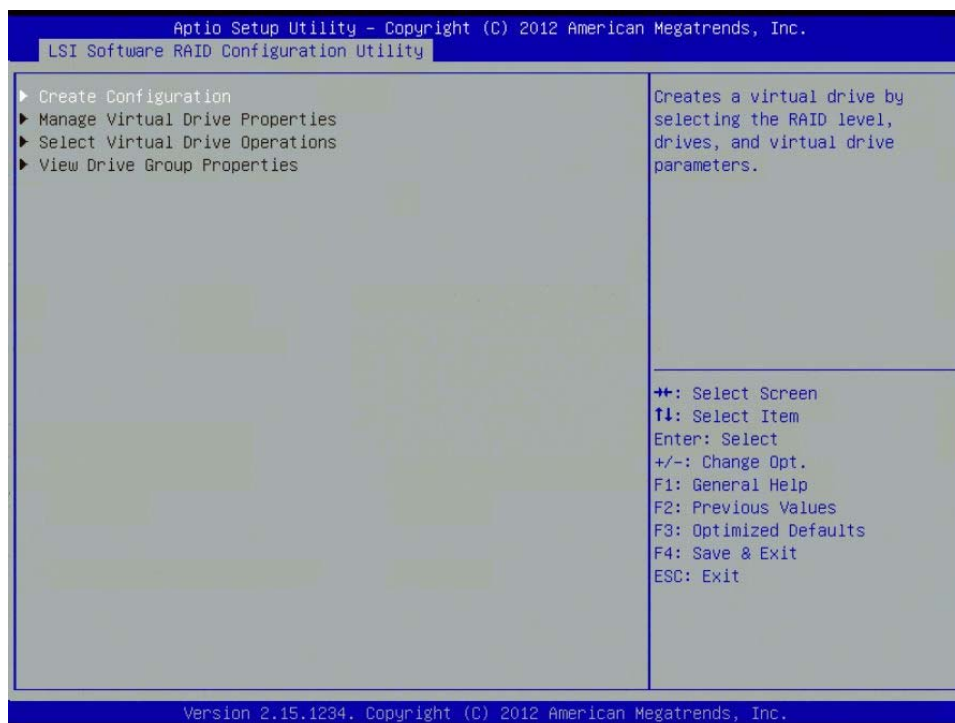 Aptio Setup Utility – Copyright (C) 2012 American Megatrends, Inc.
LSI Software RAID Configuration Utility
Create Configuration
Manage Virtual Drive Properties
Select Virtual Drive Operations
View Drive Group Properties
Creates a virtual drive by
selecting the RAID level,
drives, and virtual drive
parameters.
→←: Select Screen
↑↓: Select Item
Enter: Select
+/-: Change Opt.
F1: General Help
F2: Previous Values
F3: Optimized Defaults
F4: Save & Exit
ESC: Exit
Version 2.15.1234. Copyright (C) 2012 American Megatrends, Inc.